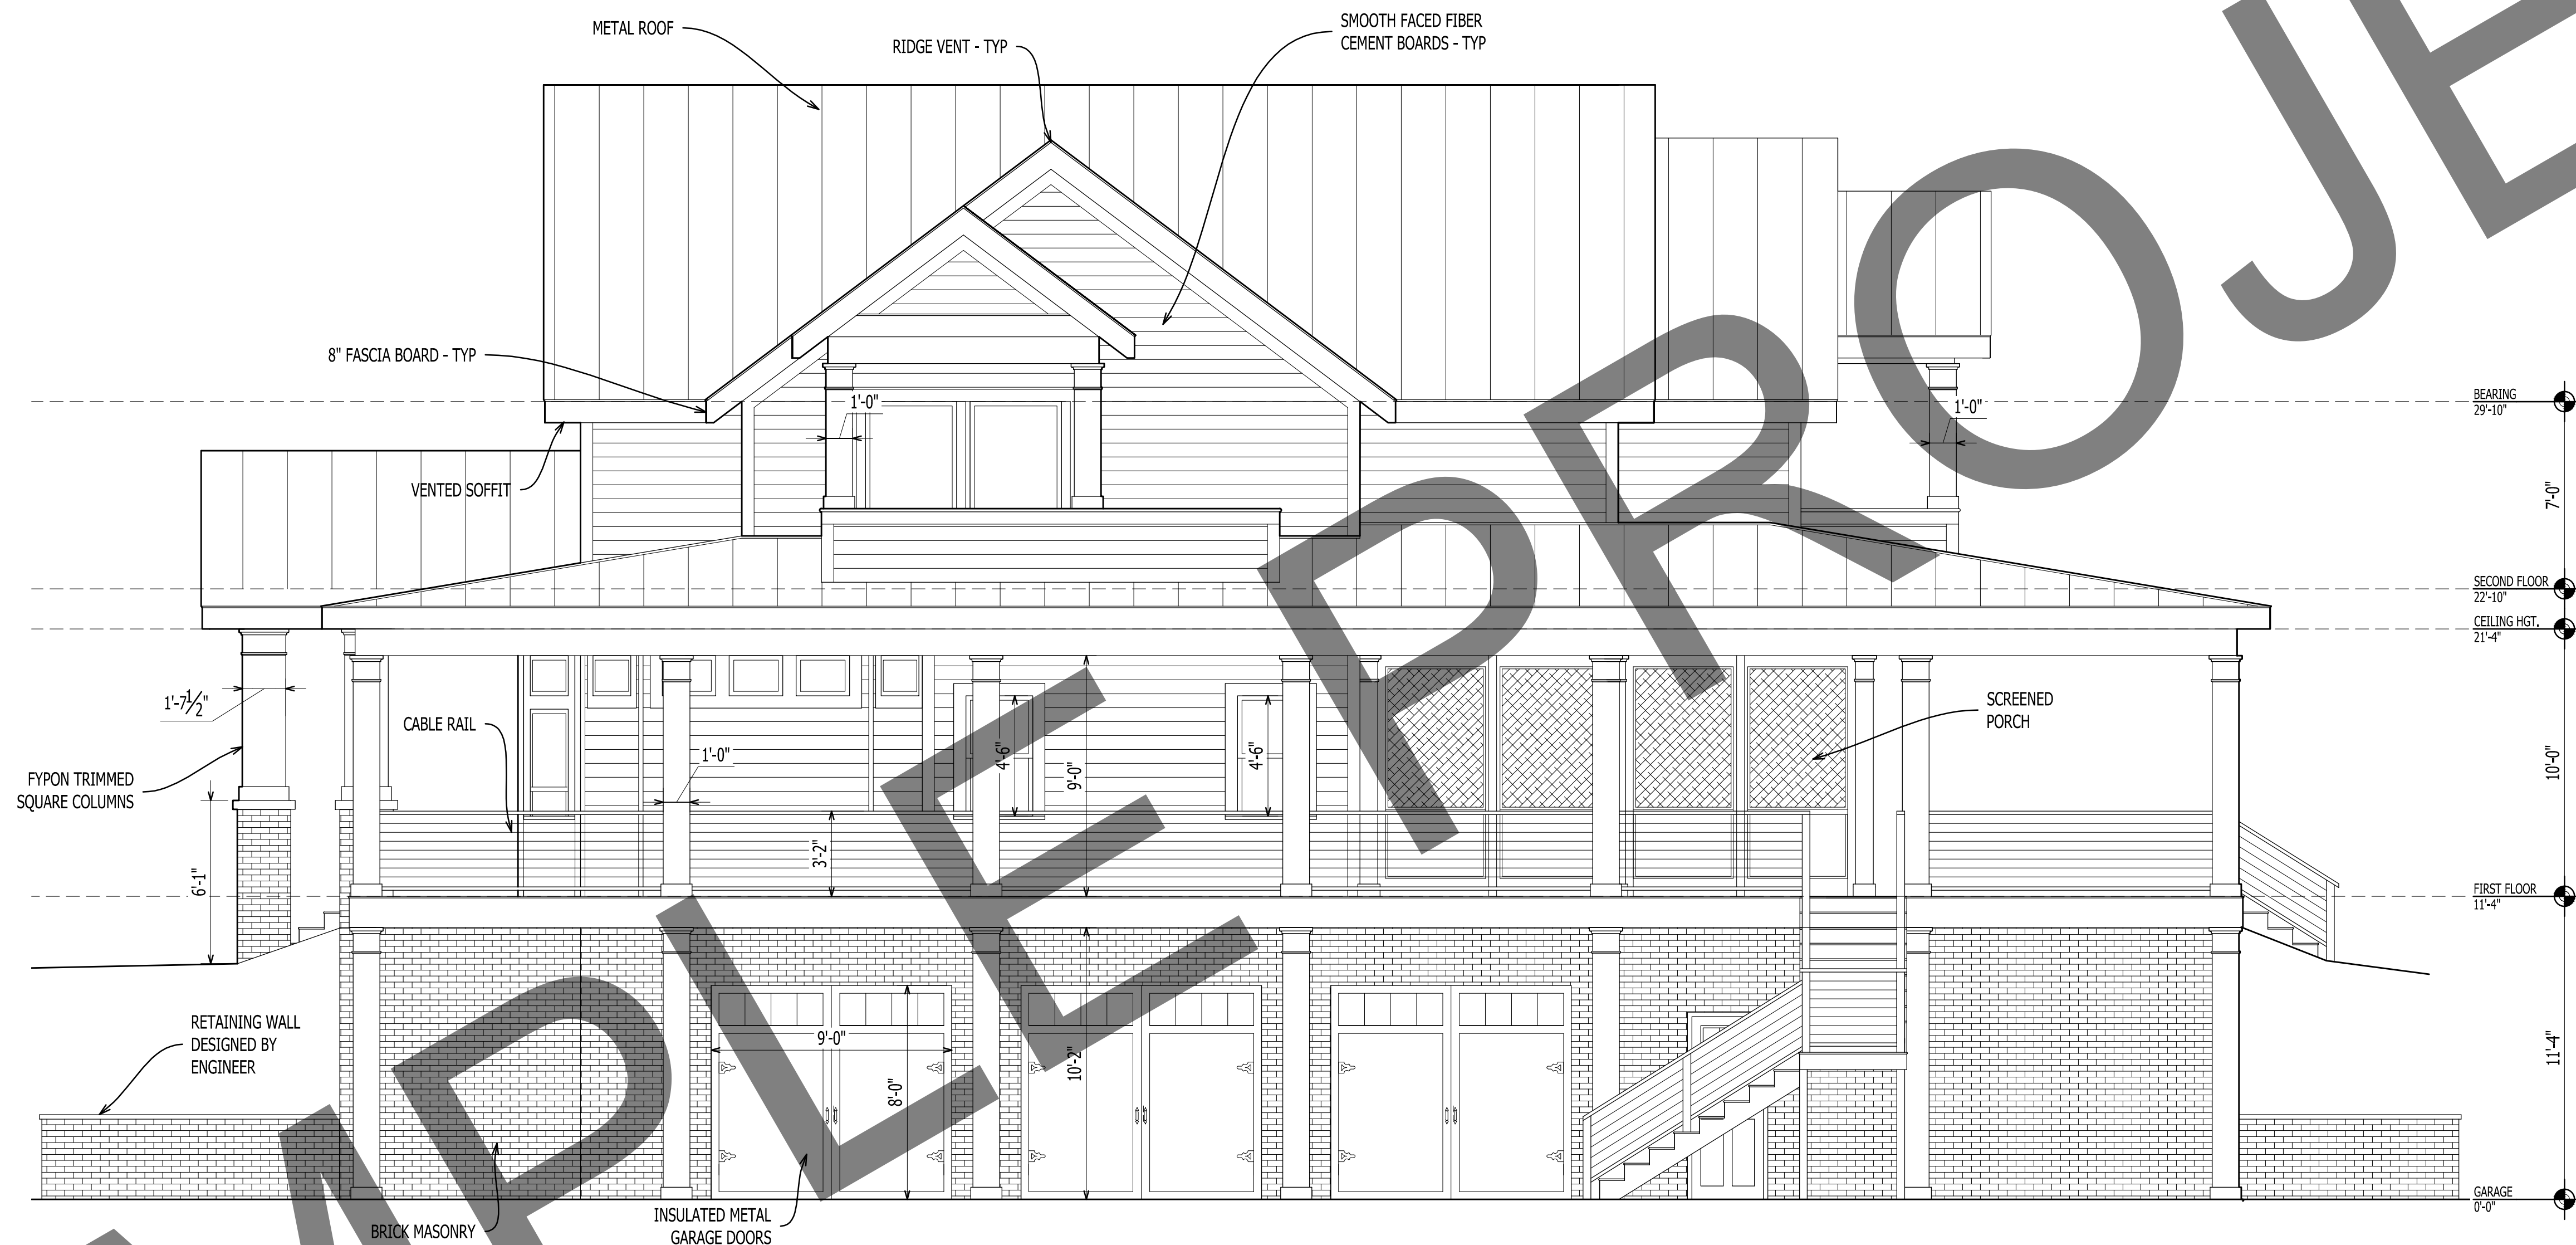 METAL ROOF
RIDGE VENT - TYP
SMOOTH FACED FIBER
CEMENT BOARDS - TYP
8" FASCIA BOARD - TYP
VENTED SOFFIT
1'-0"
1'-0"
BEARING
29'-10"
7'-0"
SECOND FLOOR
22'-10"
CEILING HGT.
21'-4"
1'-7 1/2"
CABLE RAIL
FYPON TRIMMED
SQUARE COLUMNS
1'-0"
4'-6"
9'-0"
4'-6"
SCREENED
PORCH
10'-0"
3'-2"
6'-1"
FIRST FLOOR
11'-4"
RETAINING WALL
DESIGNED BY
ENGINEER
9'-0"
8'-0"
10'-2"
11'-4"
BRICK MASONRY
INSULATED METAL
GARAGE DOORS
GARAGE
0'-0"
MPLE PROJE